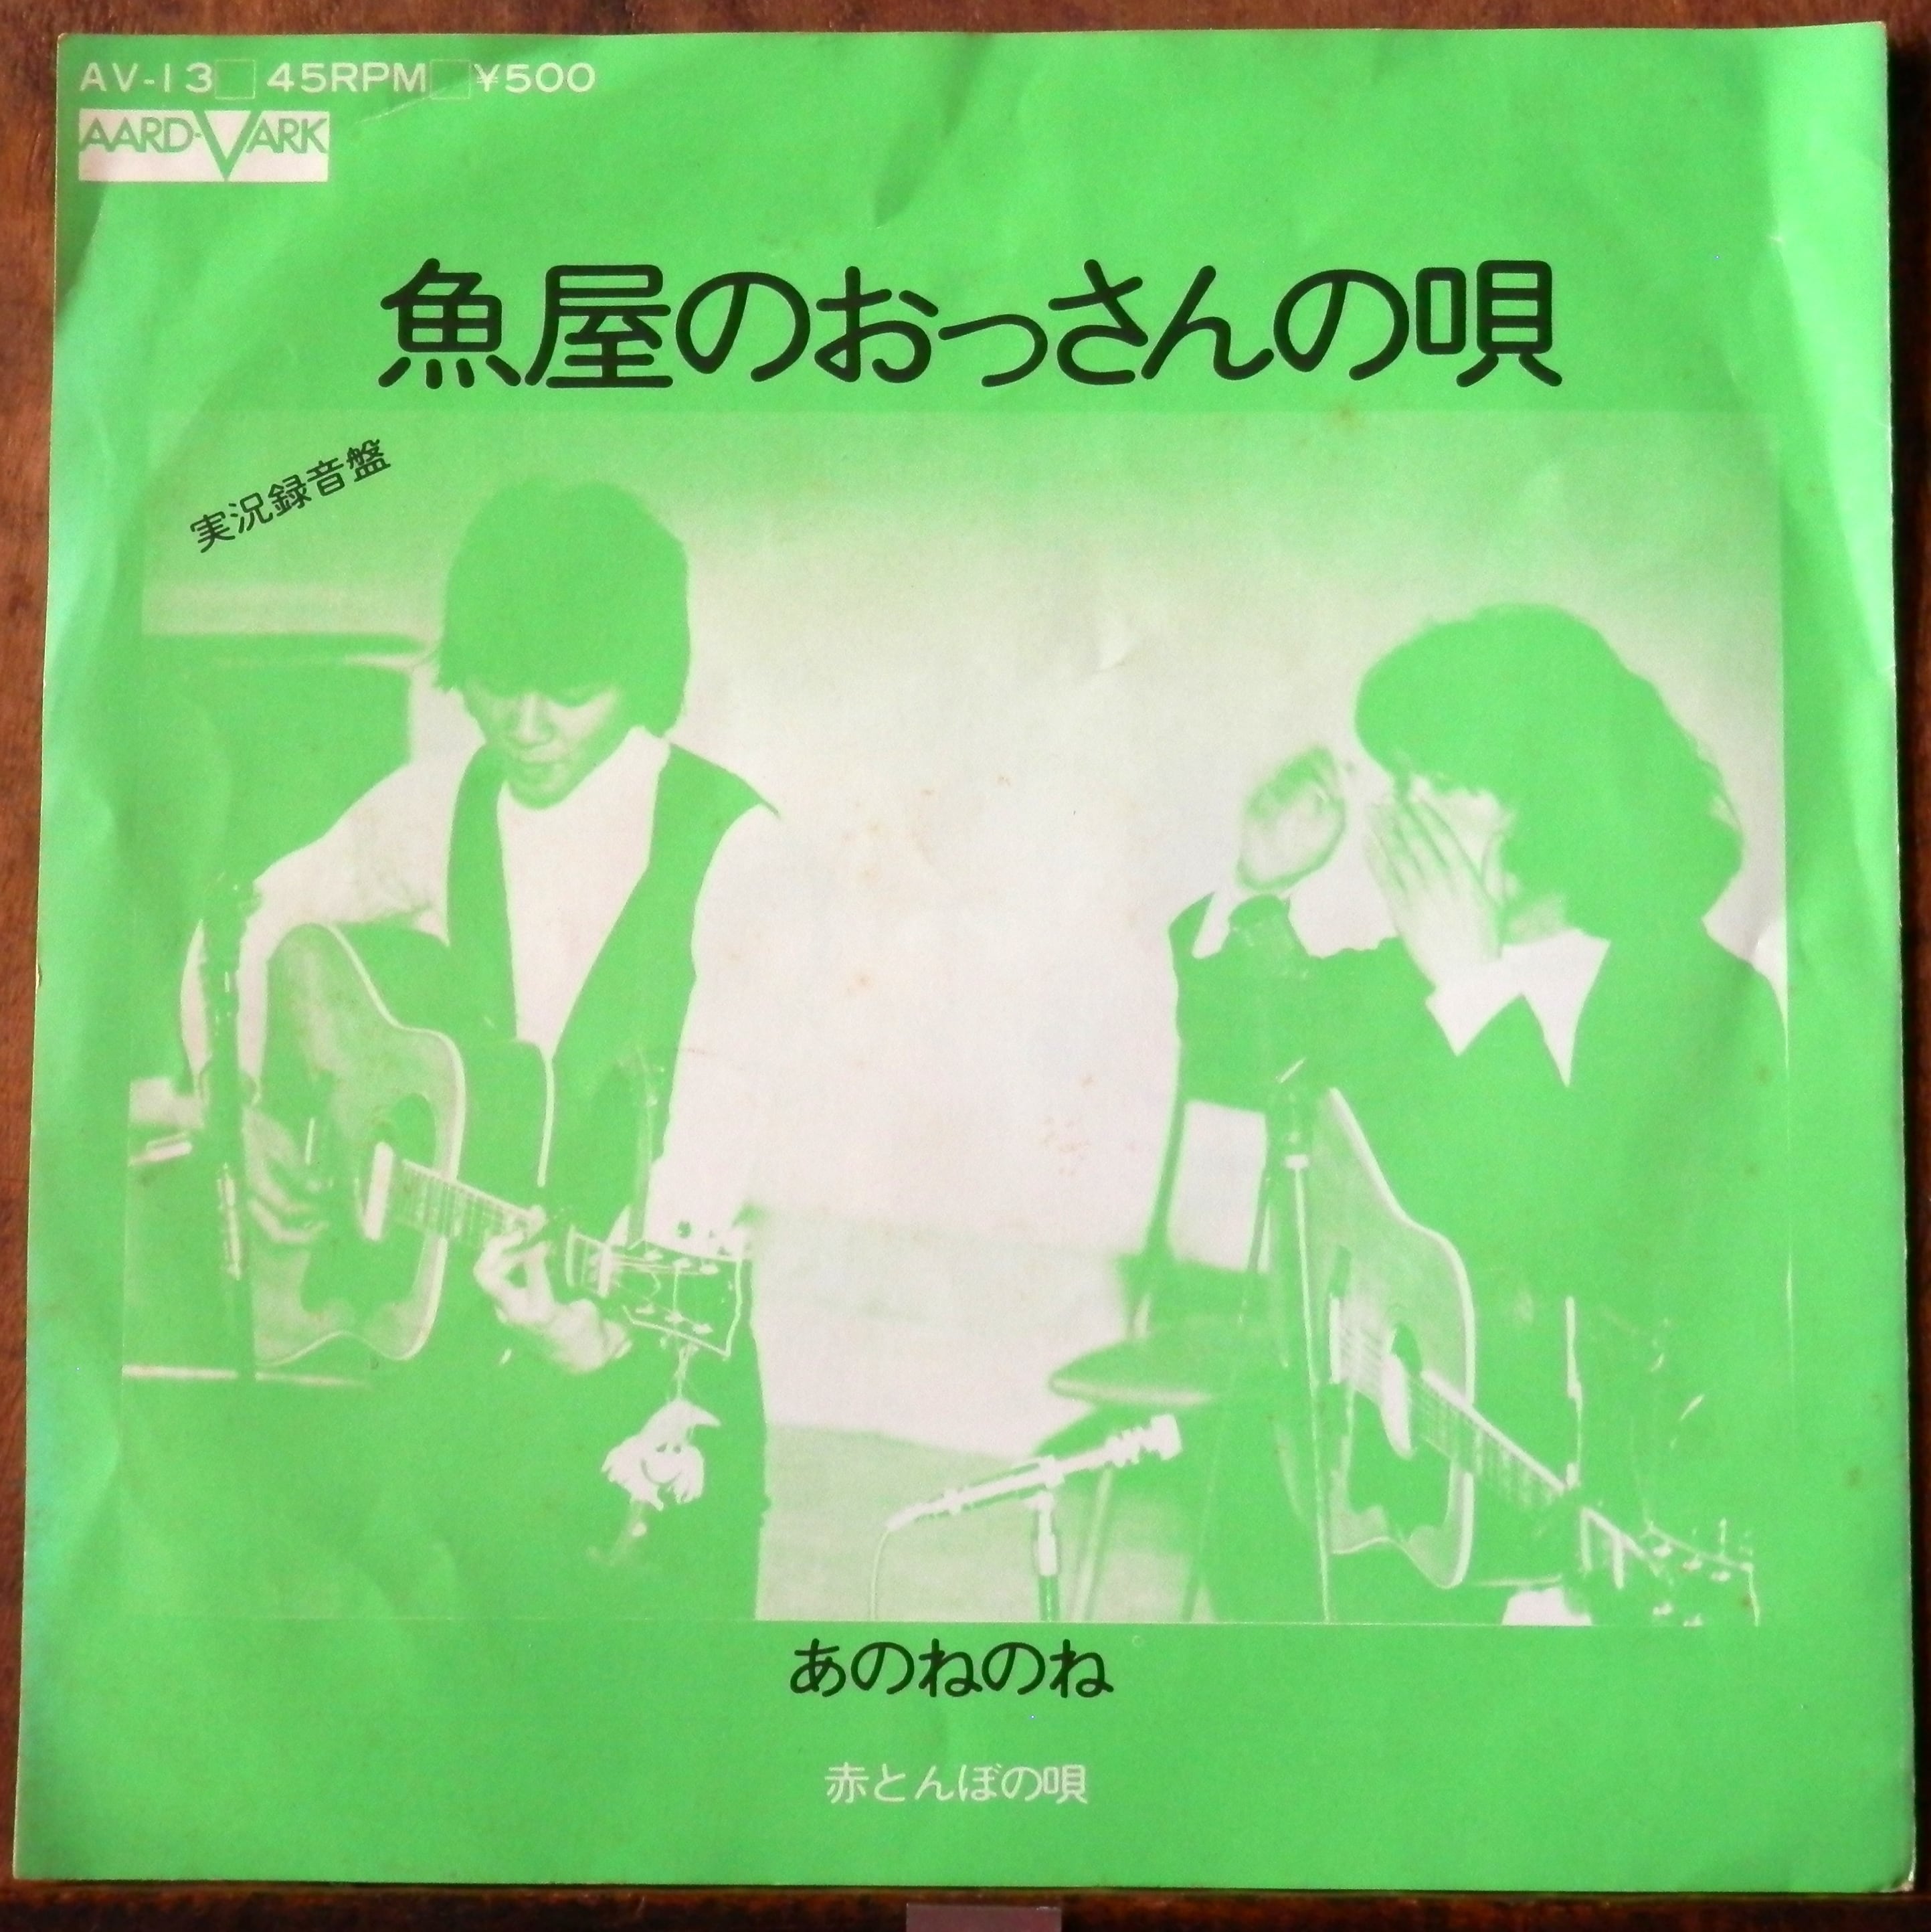 AV-13□45RPM□¥500
AARD-VARK
魚屋のおっさんの唄
実況録音盤
あのねのね
赤とんぼの唄